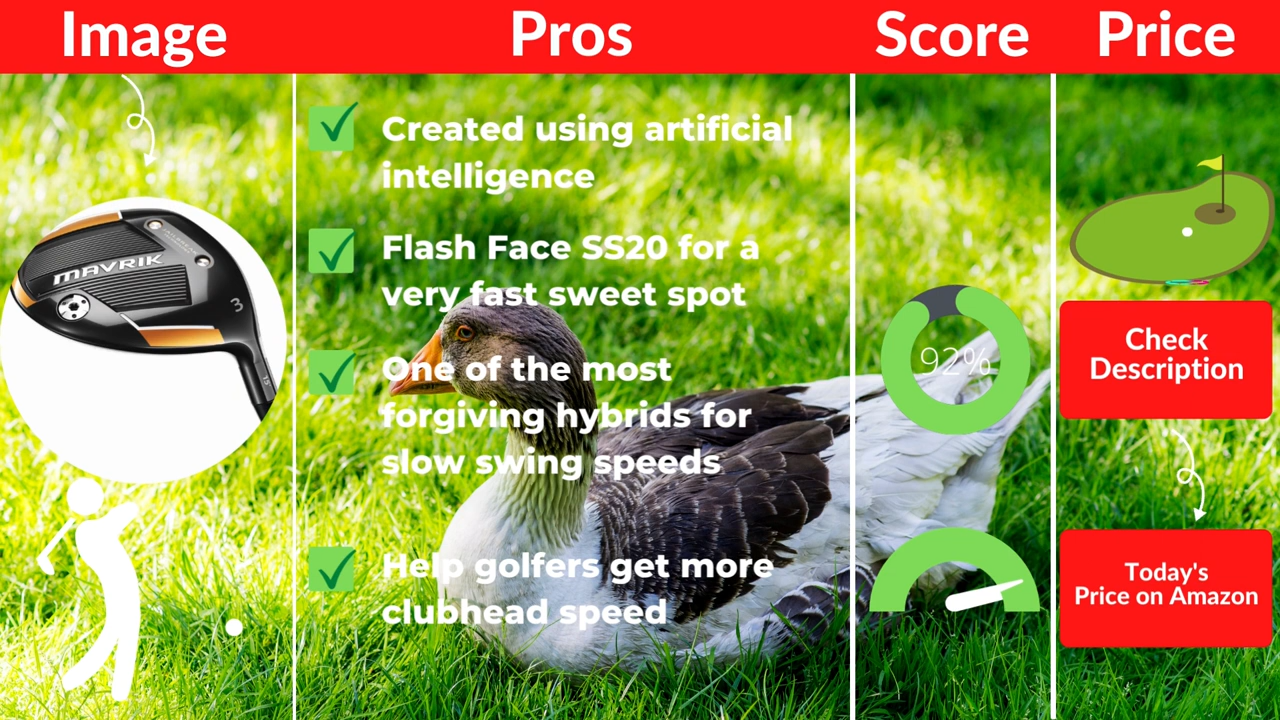 Image
Pros
Score
Price
Created using artificial
intelligence
Flash Face SS20 for a
very fast sweet spot
One of the most
forgiving hybrids for
slow swing speeds
Help golfers get more
clubhead speed
MAVRIK
3
15
92%
Check
Description
Today's
Price on Amazon